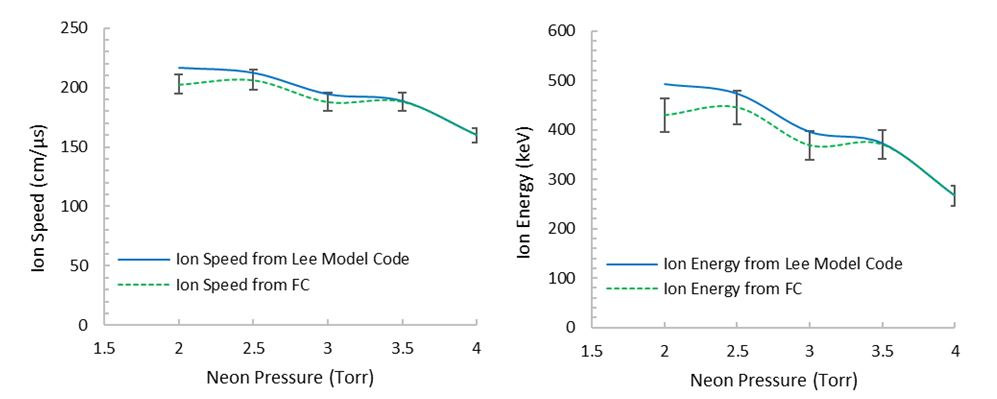 250
200
150
100
50
0
Ion Speed (cm/µs)
Ion Speed from Lee Model Code
Ion Speed from FC
1.5 2 2.5 3 3.5 4
Neon Pressure (Torr)
600
500
400
300
200
100
0
Ion Energy (keV)
Ion Energy from Lee Model Code
Ion Energy from FC
1.5 2 2.5 3 3.5 4
Neon Pressure (Torr)